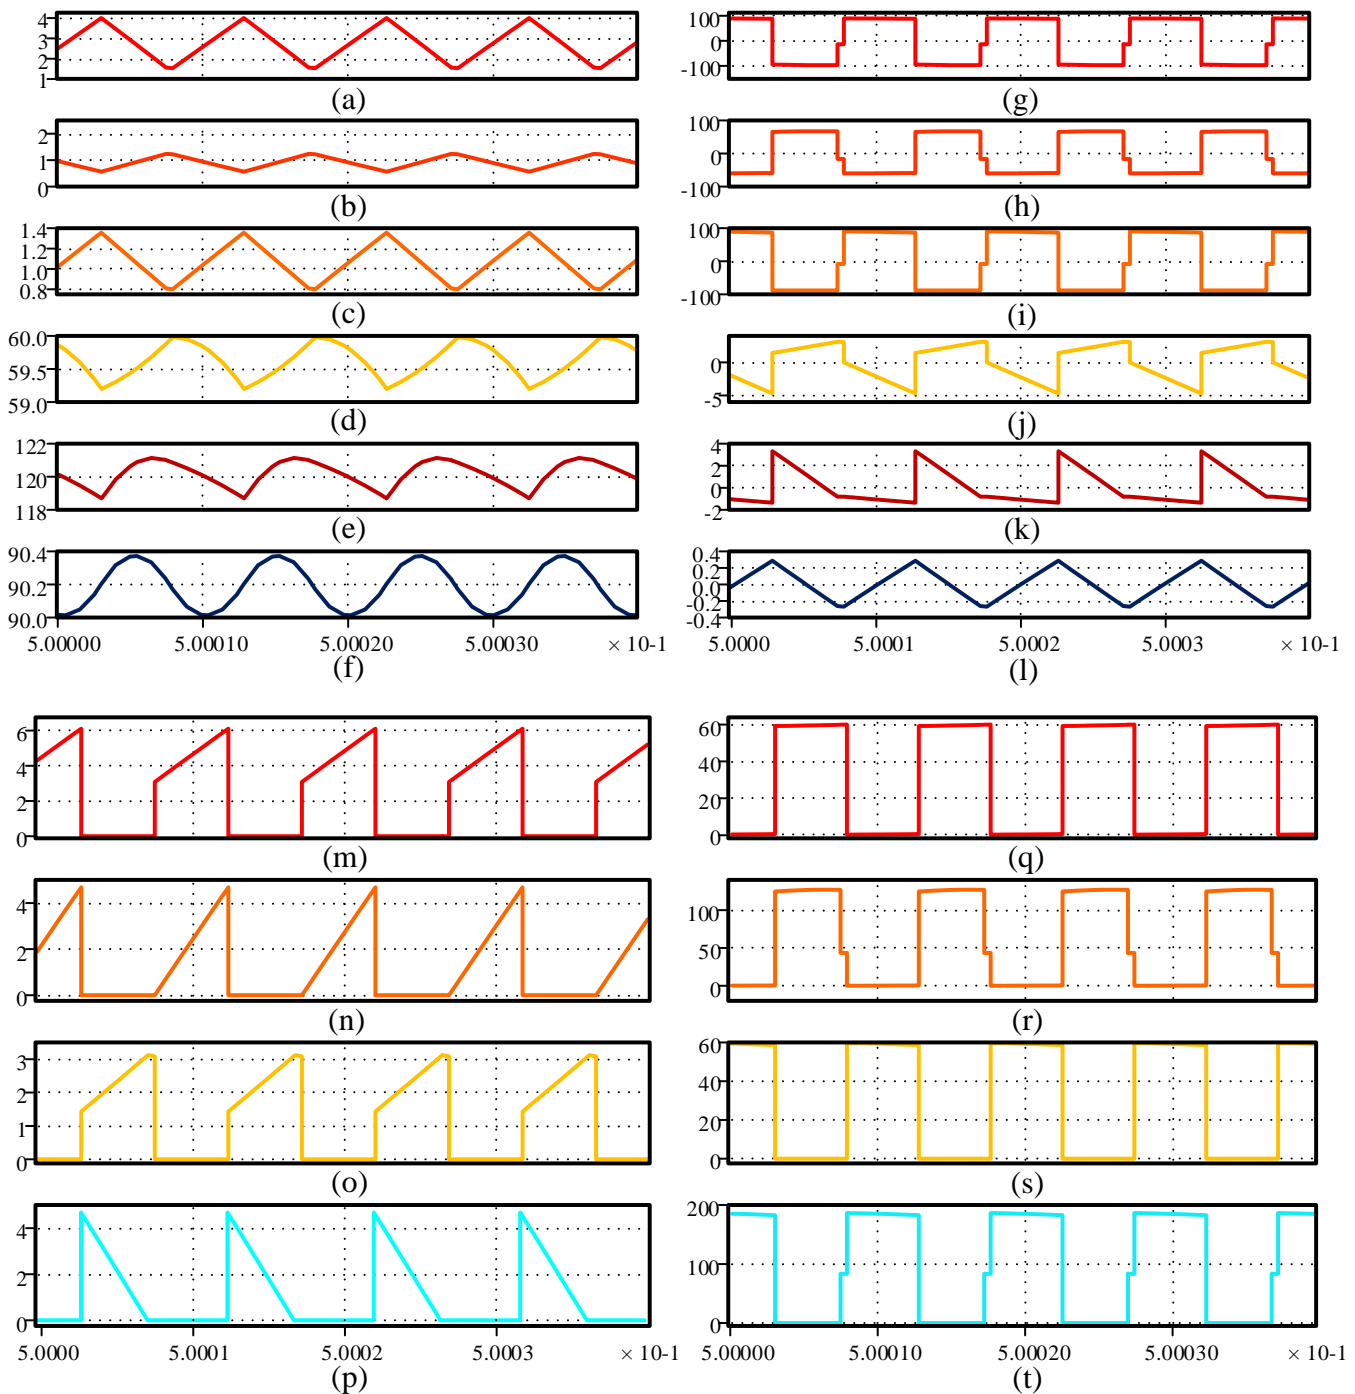 4
3
2
1
(a)
2
1
0
(b)
1.4
1.2
1.0
0.8
(c)
60.0
59.5
59.0
(d)
122
120
118
(e)
90.4
90.2
90.0
5.00000 5.00010 5.00020 5.00030 × 10-1
(f)
100
0
-100
(g)
100
0
-100
(h)
100
0
-100
(i)
0
-5
(j)
4
2
0
-2
(k)
0.4
0.2
0.0
-0.2
-0.4
5.0000 5.0001 5.0002 5.0003 × 10-1
(l)
6
4
2
0
(m)
4
2
0
(n)
3
2
1
0
(o)
4
2
0
5.0000 5.0001 5.0002 5.0003 × 10-1
(p)
60
40
20
0
(q)
100
50
0
(r)
60
40
20
0
(s)
200
100
0
5.00000 5.00010 5.00020 5.00030 × 10-1
(t)